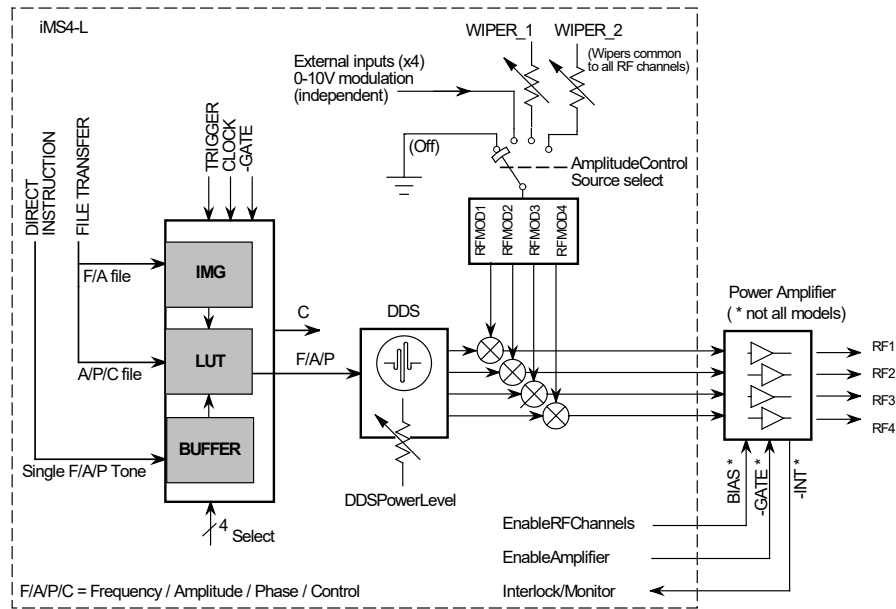 iMS4-L
WIPER_1
WIPER_2
(Wipers common
to all RF channels)
External inputs (x4)
0-10V modulation
(independent)
(Off)
AmplitudeControl
Source select
DIRECT
INSTRUCTION
FILE TRANSFER
TRIGGER
CLOCK
-GATE
RFMOD1
RFMOD2
RFMOD3
RFMOD4
F/A file
IMG
C
DDS
Power Amplifier
( * not all models)
LUT
F/A/P
A/P/C file
RF1
RF2
RF3
RF4
BUFFER
Single F/A/P Tone
DDSPowerLevel
BIAS *
-GATE *
-INT *
4
Select
EnableRFChannels
EnableAmplifier
Interlock/Monitor
F/A/P/C = Frequency / Amplitude / Phase / Control